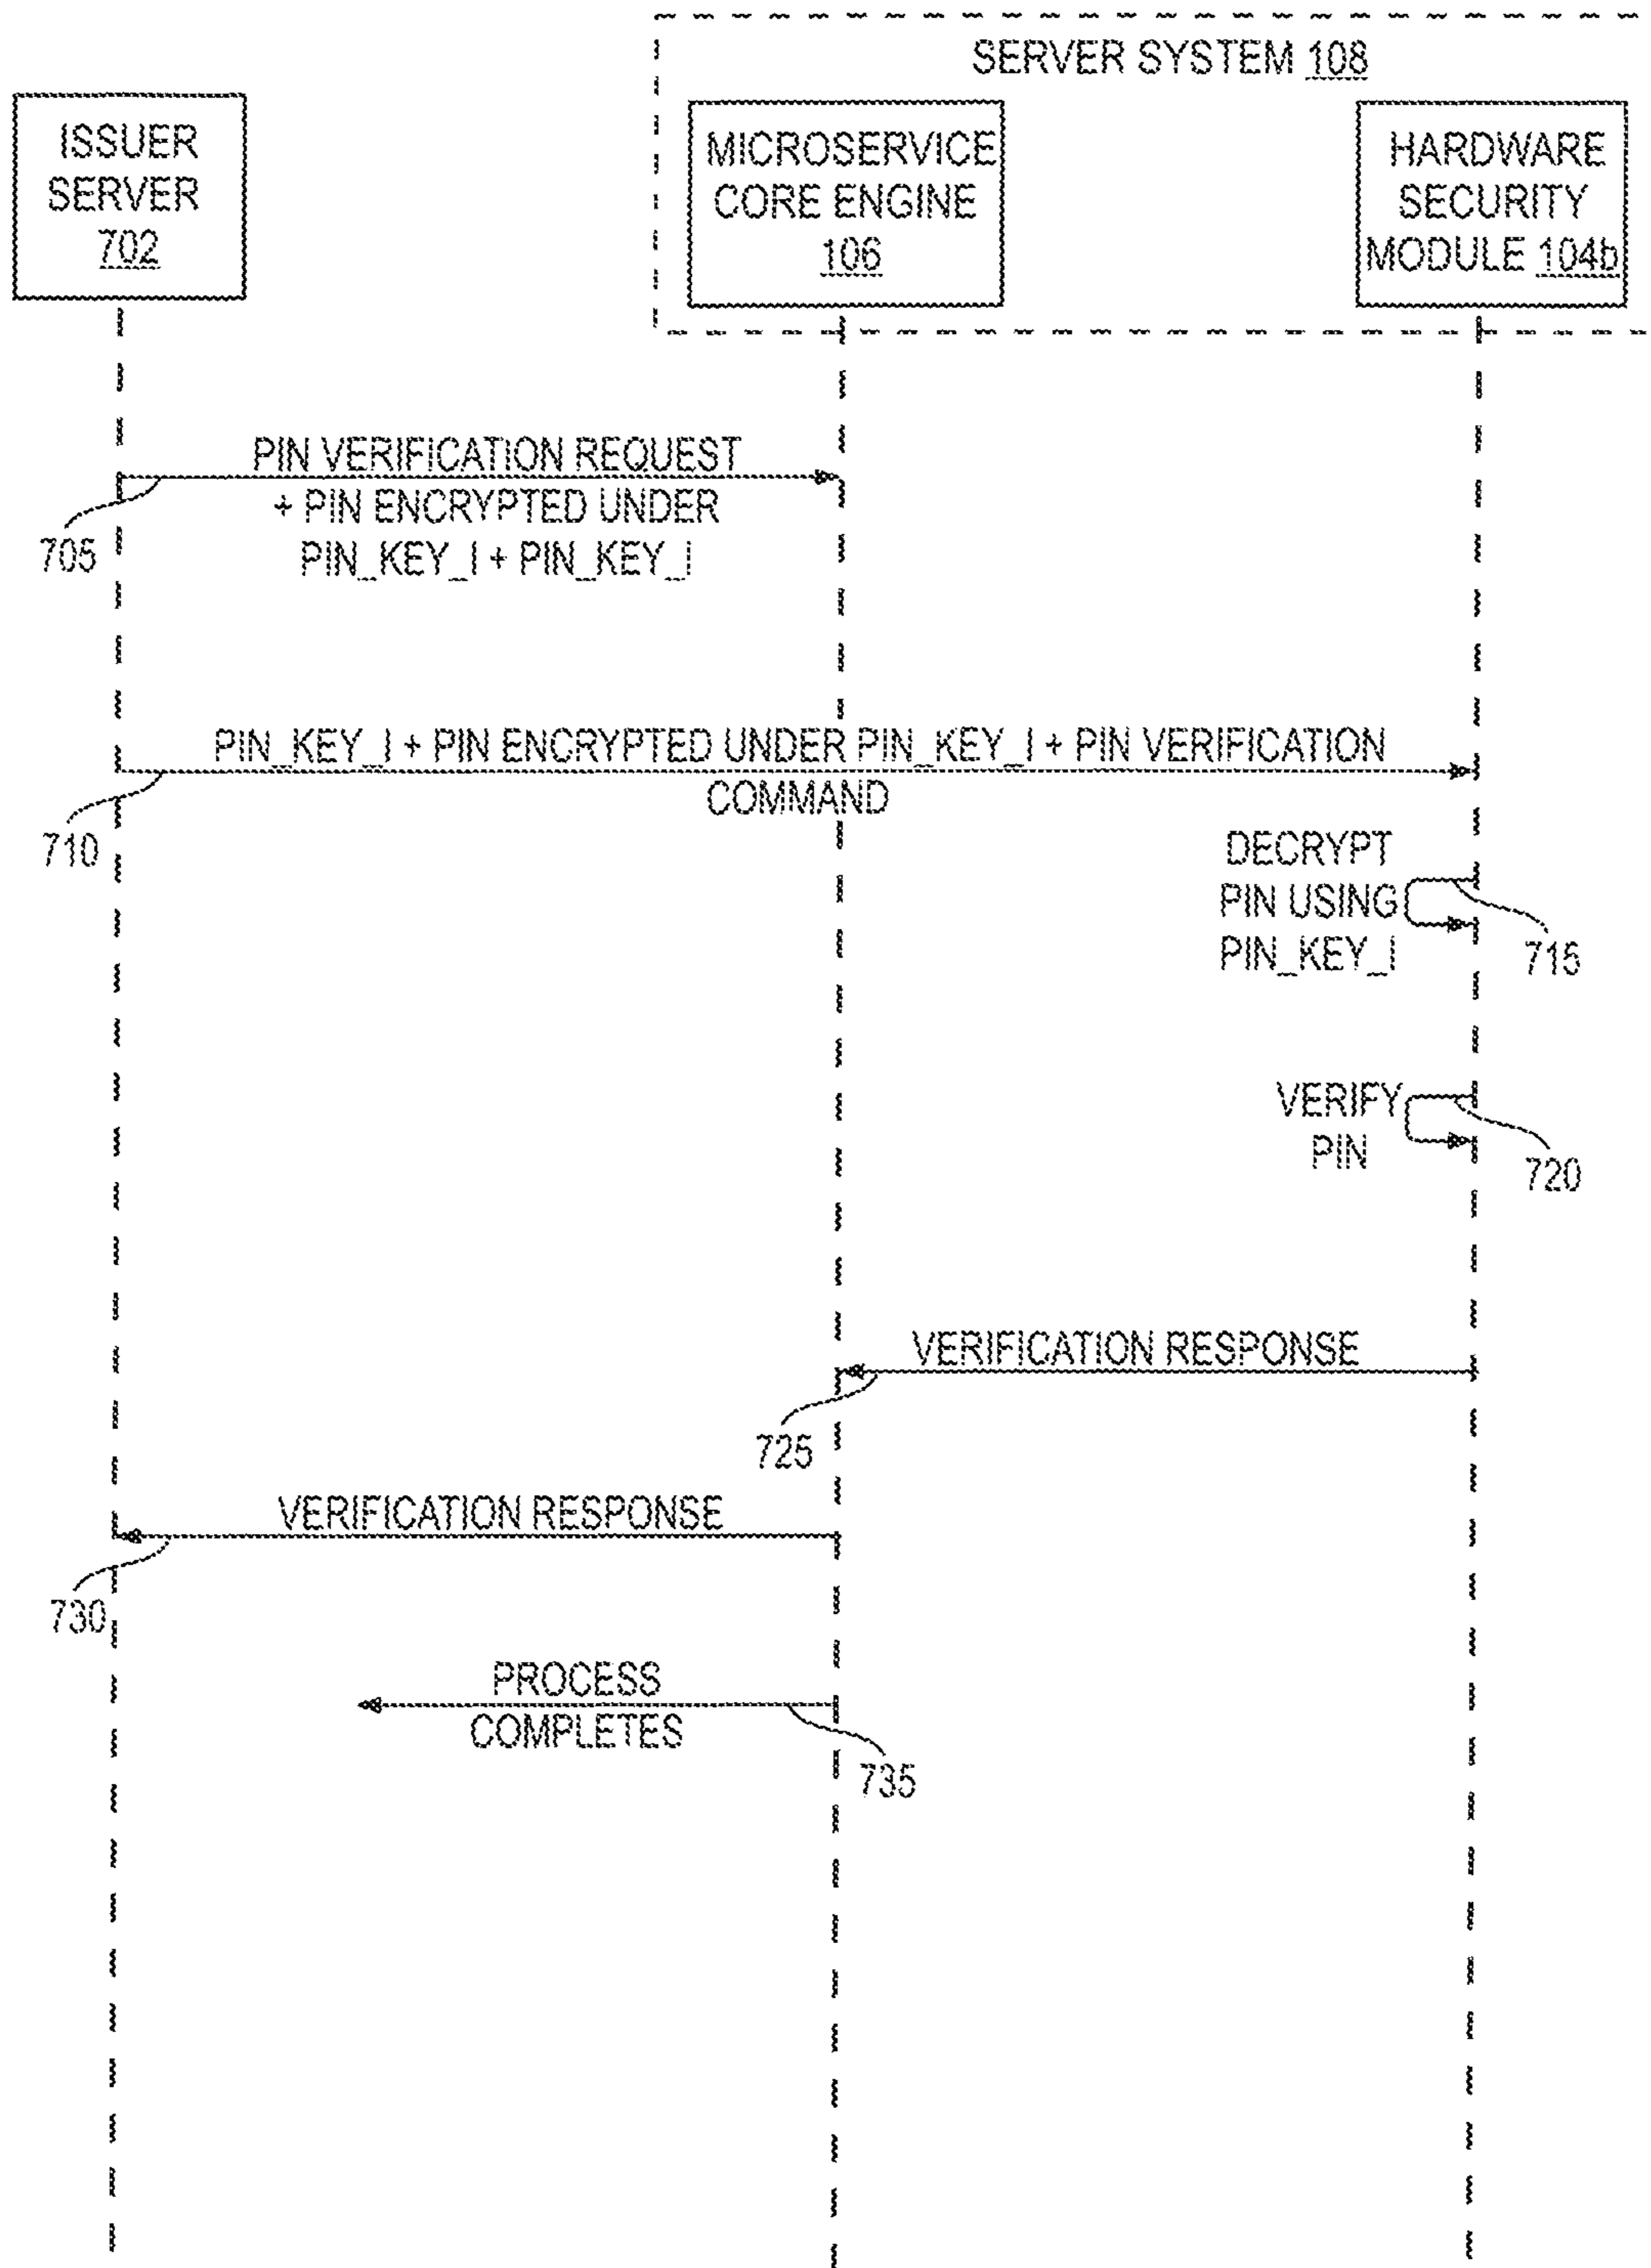 SERVER SYSTEM 108
ISSUER
SERVER
702
MICROSERVICE
CORE ENGINE
106
HARDWARE
SECURITY
MODULE 104b
PIN VERIFICATION REQUEST
+ PIN ENCRYPTED UNDER
PIN_KEY_I + PIN_KEY_I
705
PIN_KEY_I + PIN ENCRYPTED UNDER PIN_KEY_I + PIN VERIFICATION
COMMAND
710
DECRYPT
PIN USING
PIN_KEY_I
715
VERIFY
PIN
720
VERIFICATION RESPONSE
725
VERIFICATION RESPONSE
730
PROCESS
COMPLETES
735